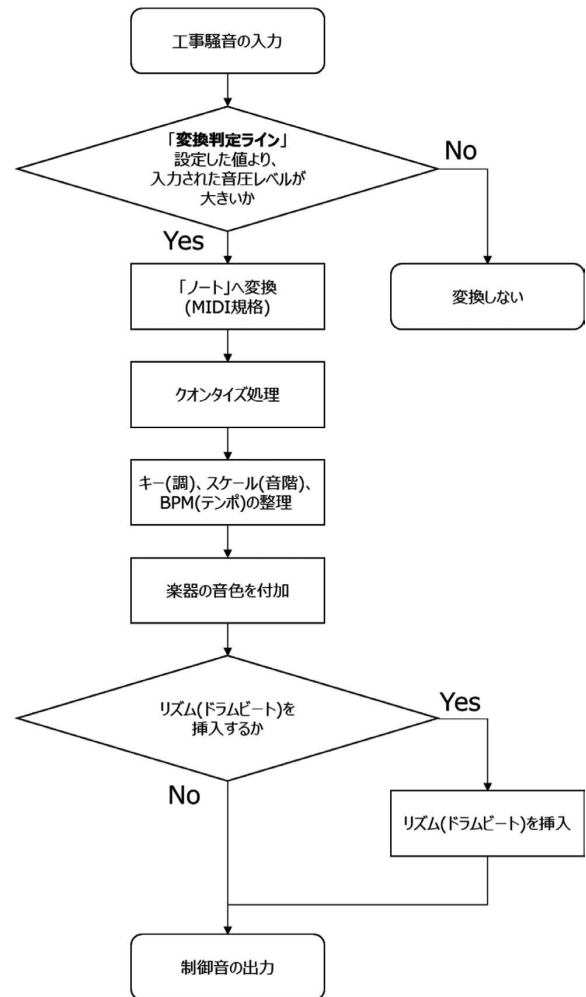 工事騒音の入力
「変換判定ライン」
設定した値より、
入力された音圧レベルが
大きいか
No
Yes
「ノート」へ変換
(MIDI規格)
変換しない
クオンタイズ処理
キー(調)、スケール(音階)、
BPM(テンポ)の整理
楽器の音色を付加
リズム(ドラムビート)を
挿入するか
Yes
No
リズム(ドラムビート)を挿入
制御音の出力